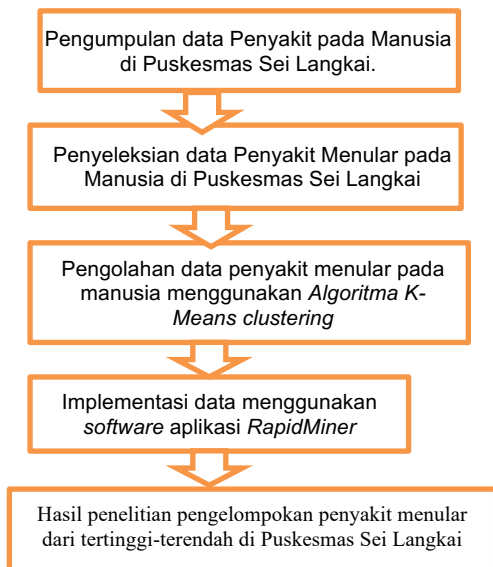 Pengumpulan data Penyakit pada Manusia
di Puskesmas Sei Langkai.
Penyeleksian data Penyakit Menular pada
Manusia di Puskesmas Sei Langkai
Pengolahan data penyakit menular pada
manusia menggunakan Algoritma K-
Means clustering
Implementasi data menggunakan
software aplikasi RapidMiner
Hasil penelitian pengelompokan penyakit menular
dari tertinggi-terendah di Puskesmas Sei Langkai